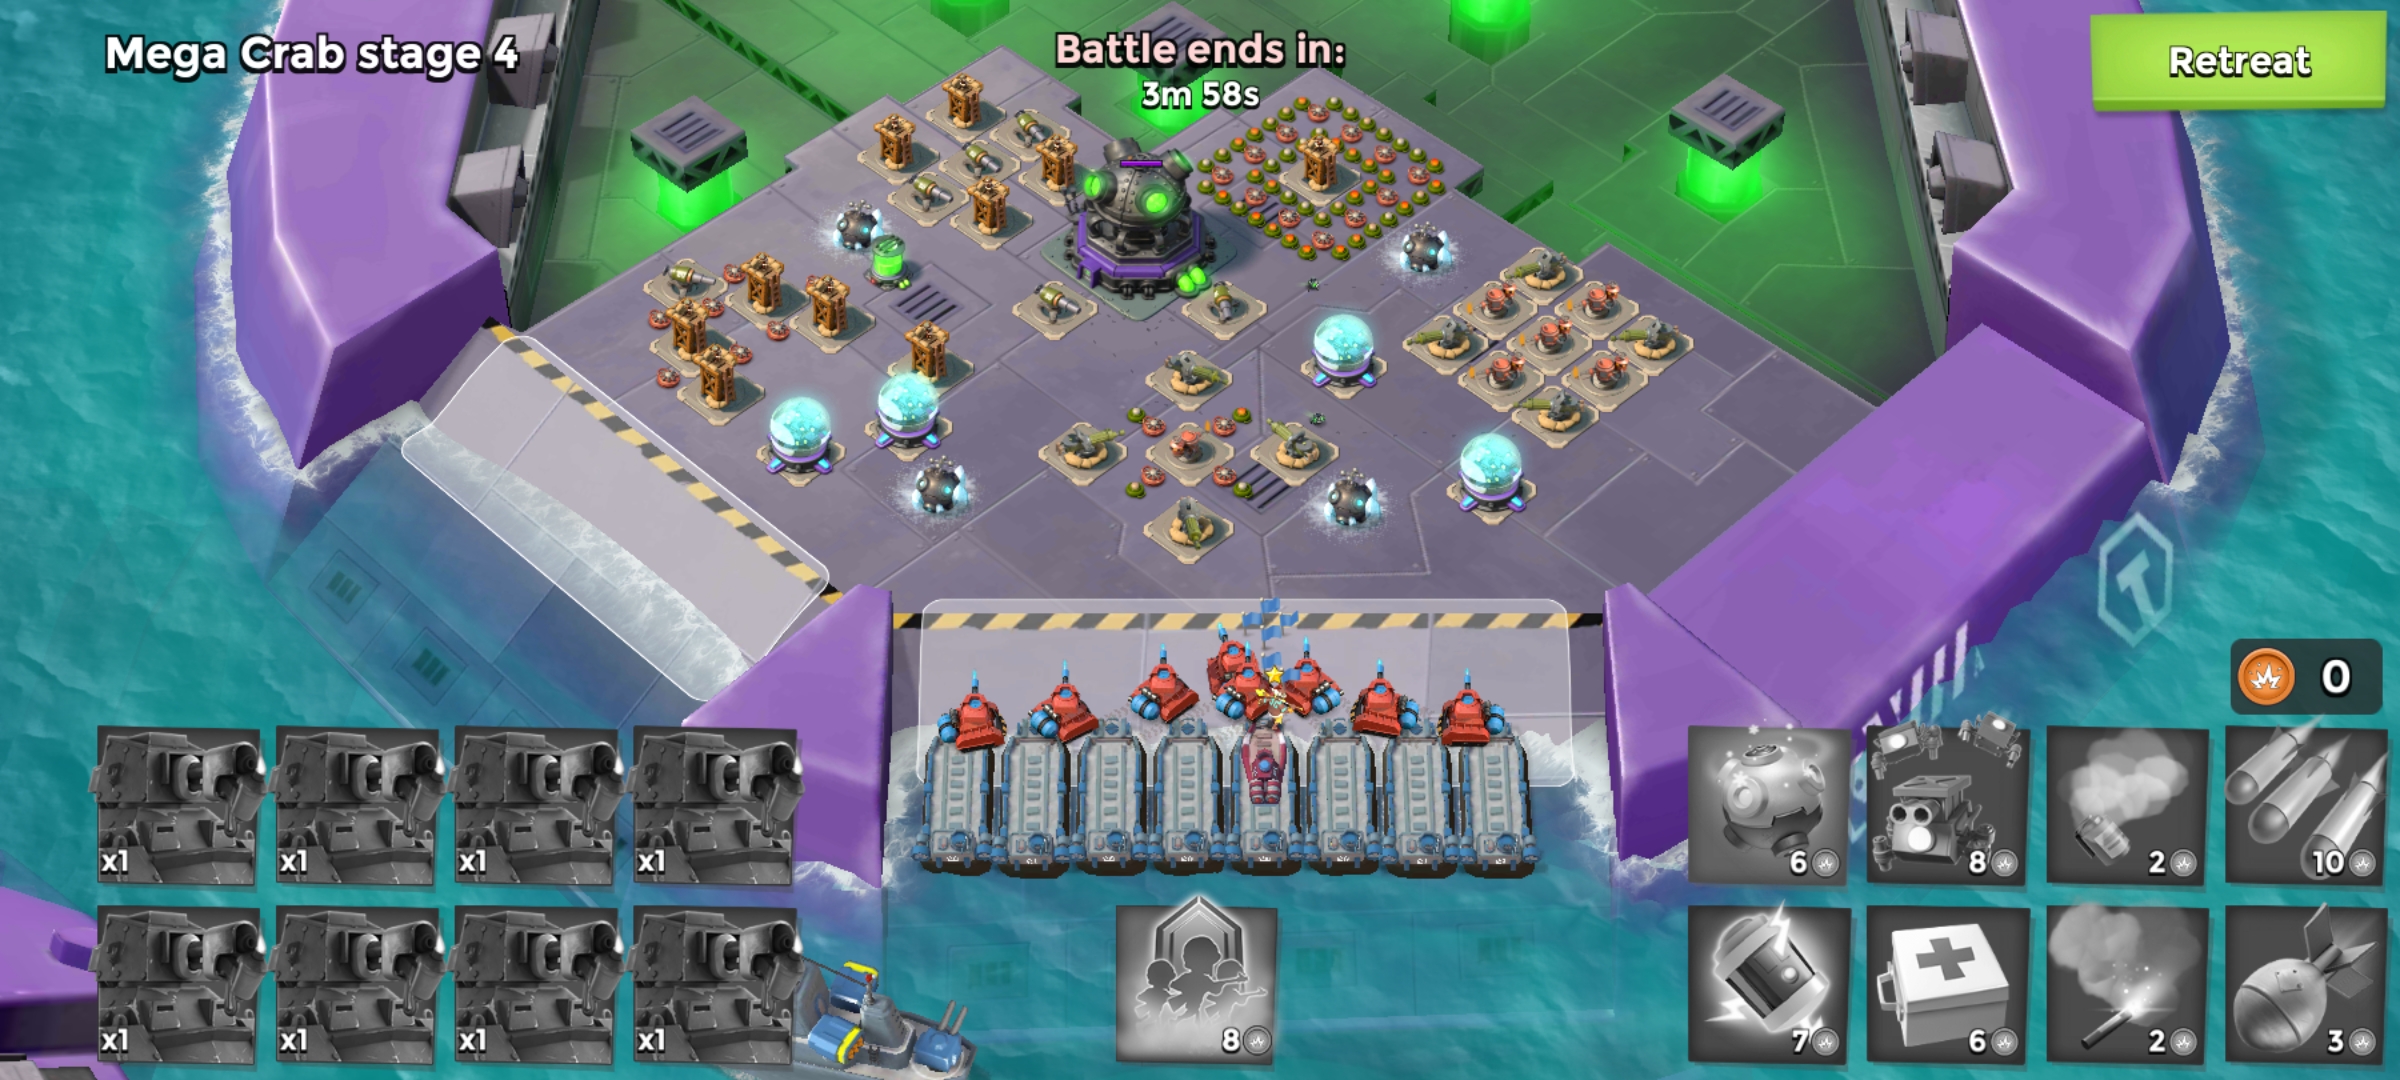 Mega Crab stage 4
Battle ends in:
3m 58s
Retreat
0
x1 x1 x1 x1
6 8 2 10
x1 x1 x1 x1
8
7 6 2 3